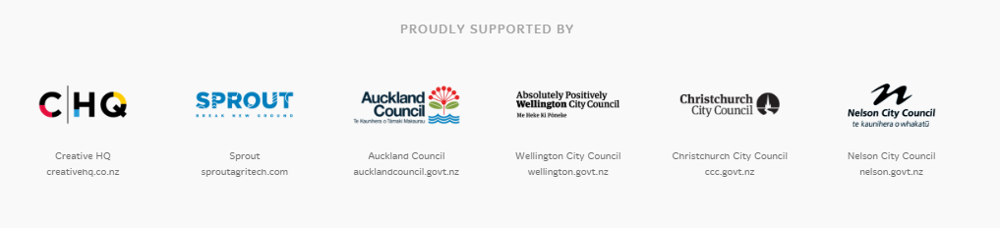 PROUDLY SUPPORTED BY
C HQ
SPROUT
BREAK NEW GROUND
Auckland
Council
Te Kaunihera o Tāmaki Makaurau
Absolutely Positively
Wellington City Council
Me Heke Ki Pōneke
Christchurch
City Council
Nelson City Council
te kaunihera o whakatū
Creative HQ
creativehq.co.nz
Sprout
sproutagritech.com
Auckland Council
aucklandcouncil.govt.nz
Wellington City Council
wellington.govt.nz
Christchurch City Council
ccc.govt.nz
Nelson City Council
nelson.govt.nz